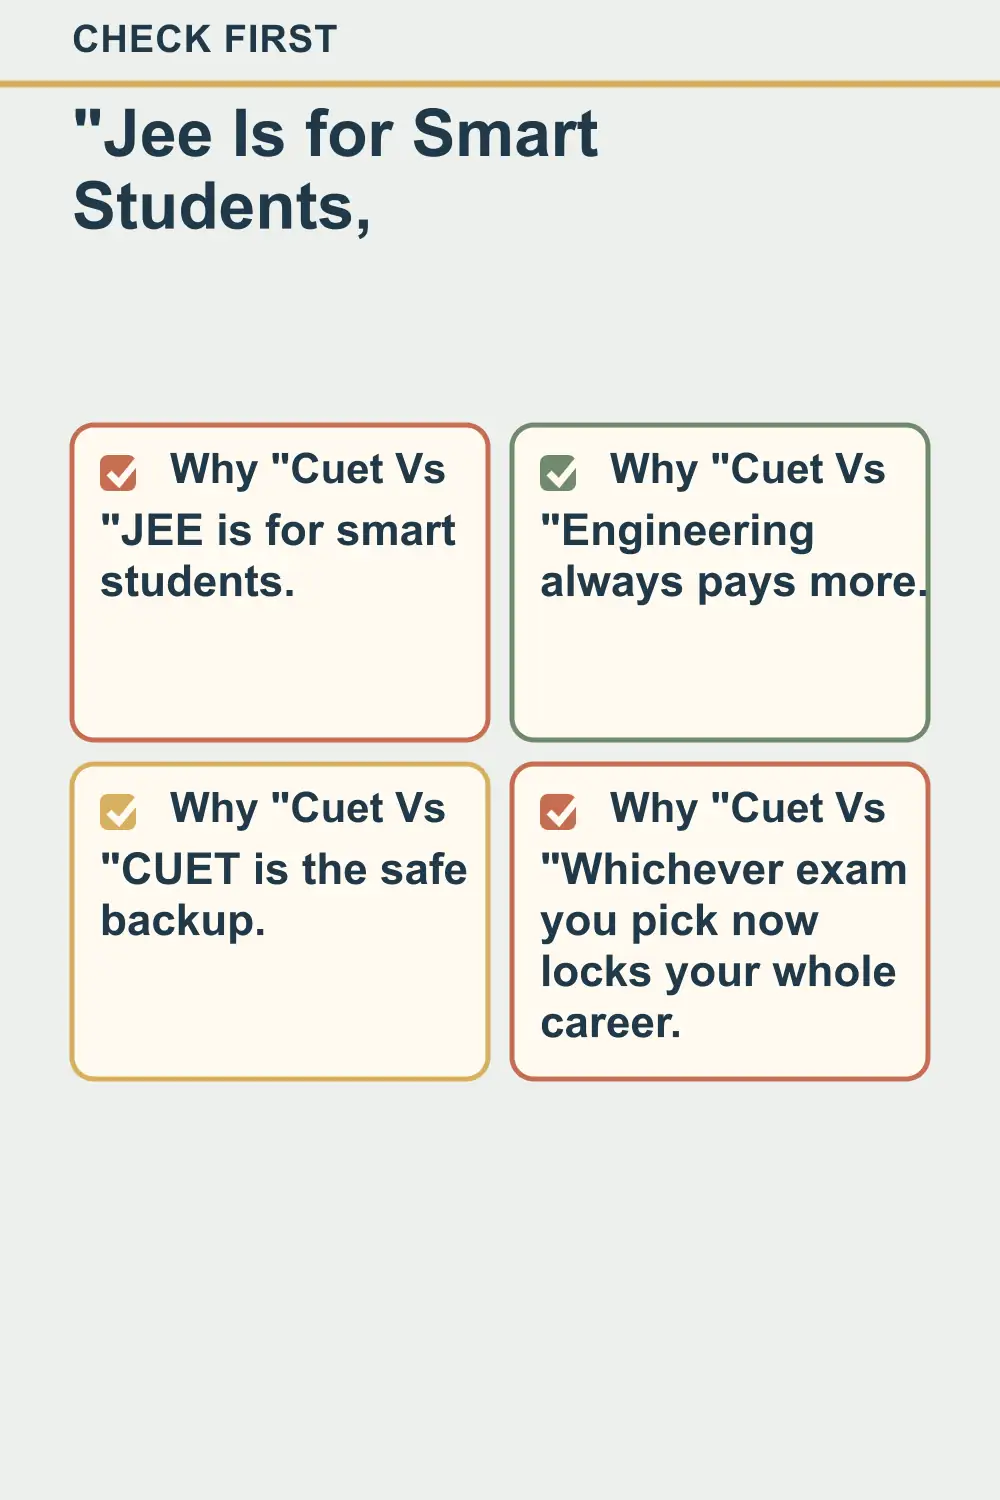 CHECK FIRST
"Jee Is for Smart
Students,
Why "Cuet Vs
"JEE is for smart
students.
Why "Cuet Vs
"Engineering
always pays more.
Why "Cuet Vs
"CUET is the safe
backup.
Why "Cuet Vs
"Whichever exam
you pick now
locks your whole
career.